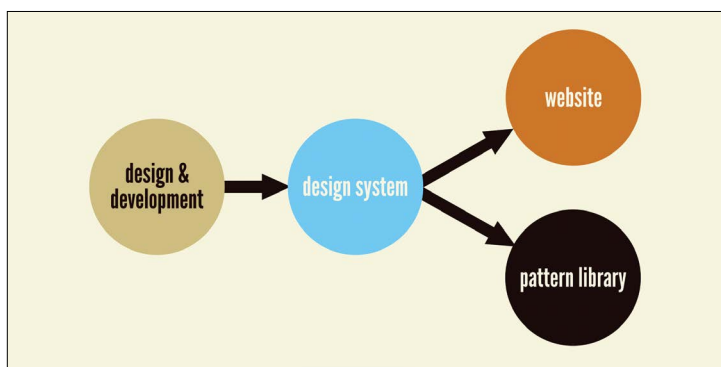 design &
development
design system
website
pattern library